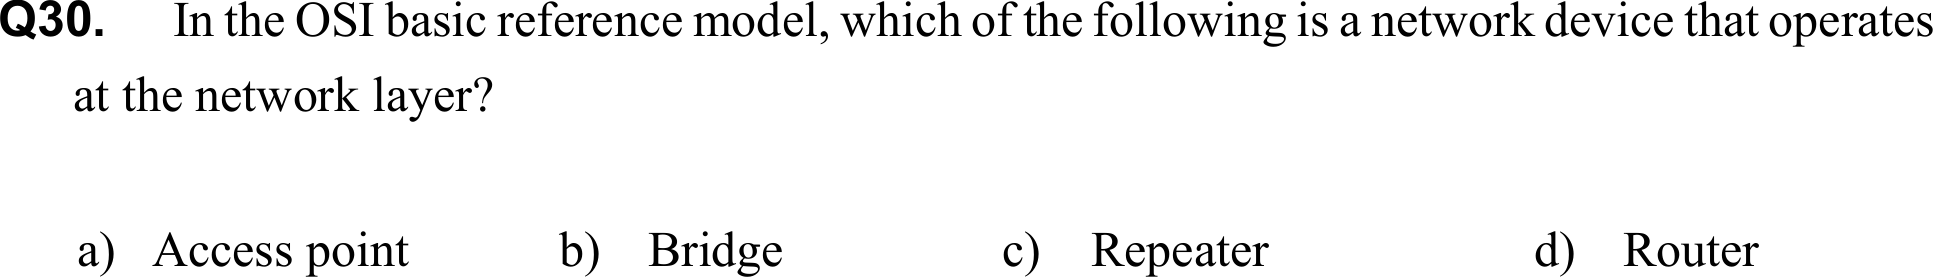 Q30. In the OSI basic reference model, which of the following is a network device that operates
at the network layer?
a) Access point b) Bridge c) Repeater d) Router